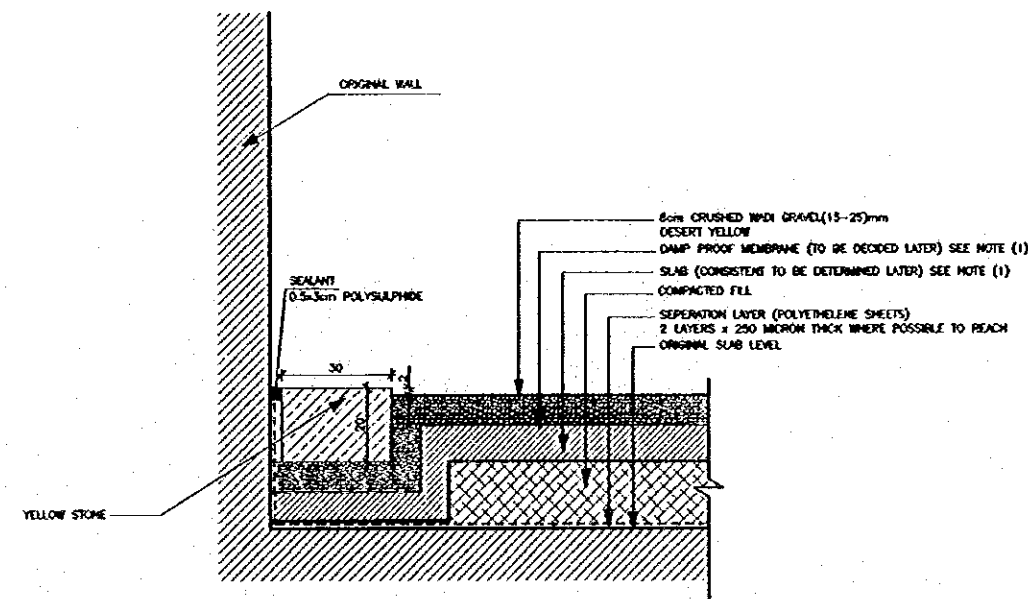 ORIGINAL WALL
8cm CRUSHED WADI GRAVEL(15-25)mm
DESERT YELLOW
DAMP PROOF MEMBRANE (TO BE DECIDED LATER) SEE NOTE (1)
SLAB (CONSISTENT TO BE DETERMINED LATER) SEE NOTE (1)
COMPACTED FILL
SEPERATION LAYER (POLYETHELENE SHEETS)
2 LAYERS x 250 MICRON THICK WHERE POSSIBLE TO REACH
ORIGINAL SLAB LEVEL
SEALANT
0.5x3cm POLYSULPHIDE
30
2
20
YELLOW STONE